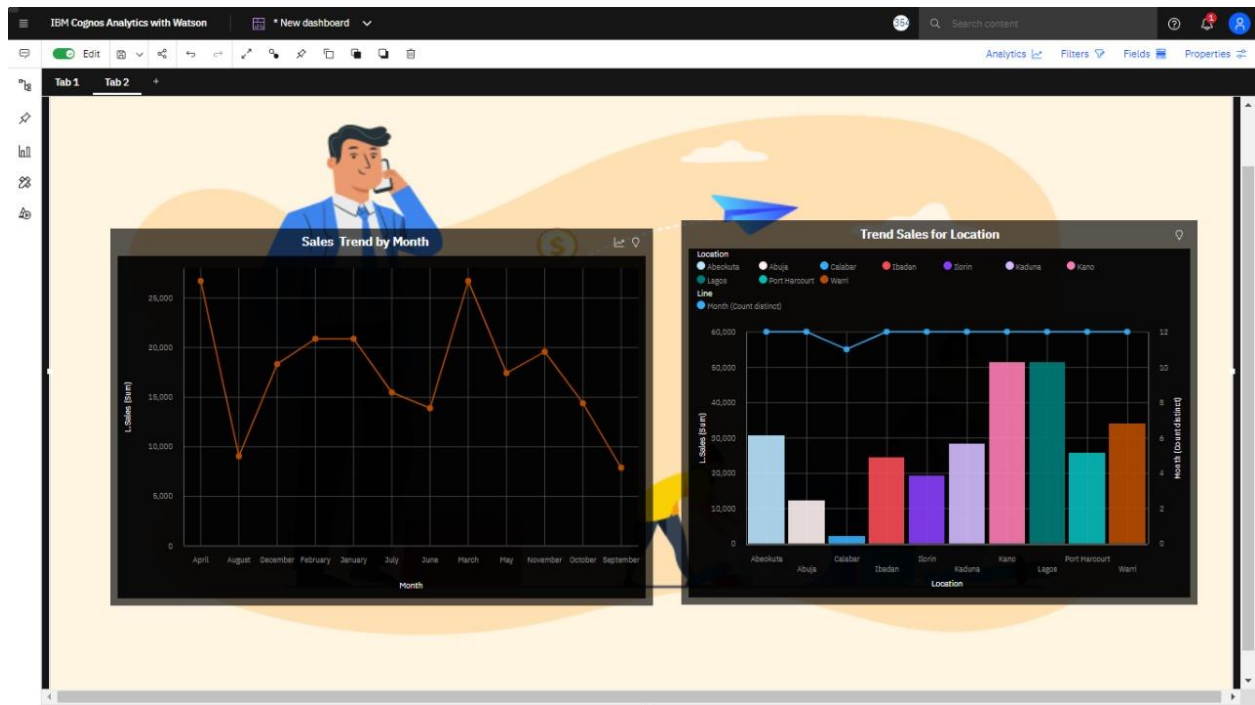 IBM Cognos Analytics with Watson
* New dashboard
354
Search content
1
Edit
Analytics
Filters
Fields
Properties
Tab 1 Tab 2 +
$
Sales Trend by Month
25,000
20,000
15,000
10,000
5,000
0
L.Sales (Sum)
April August December February January July June March May November October September
Month
Trend Sales for Location
Location
Abeokuta Abuja Calabar Ibadan Ilorin Kaduna Kano
Lagos Port Harcourt Warri
Line
Month (Count distinct)
60,000 12
50,000 10
40,000 8
30,000 6
20,000 4
10,000 2
0 0
L.Sales (Sum)
Month (Count distinct)
Abeokuta Calabar Ilorin Kano Port Harcourt
Abuja Ibadan Kaduna Lagos Warri
Location